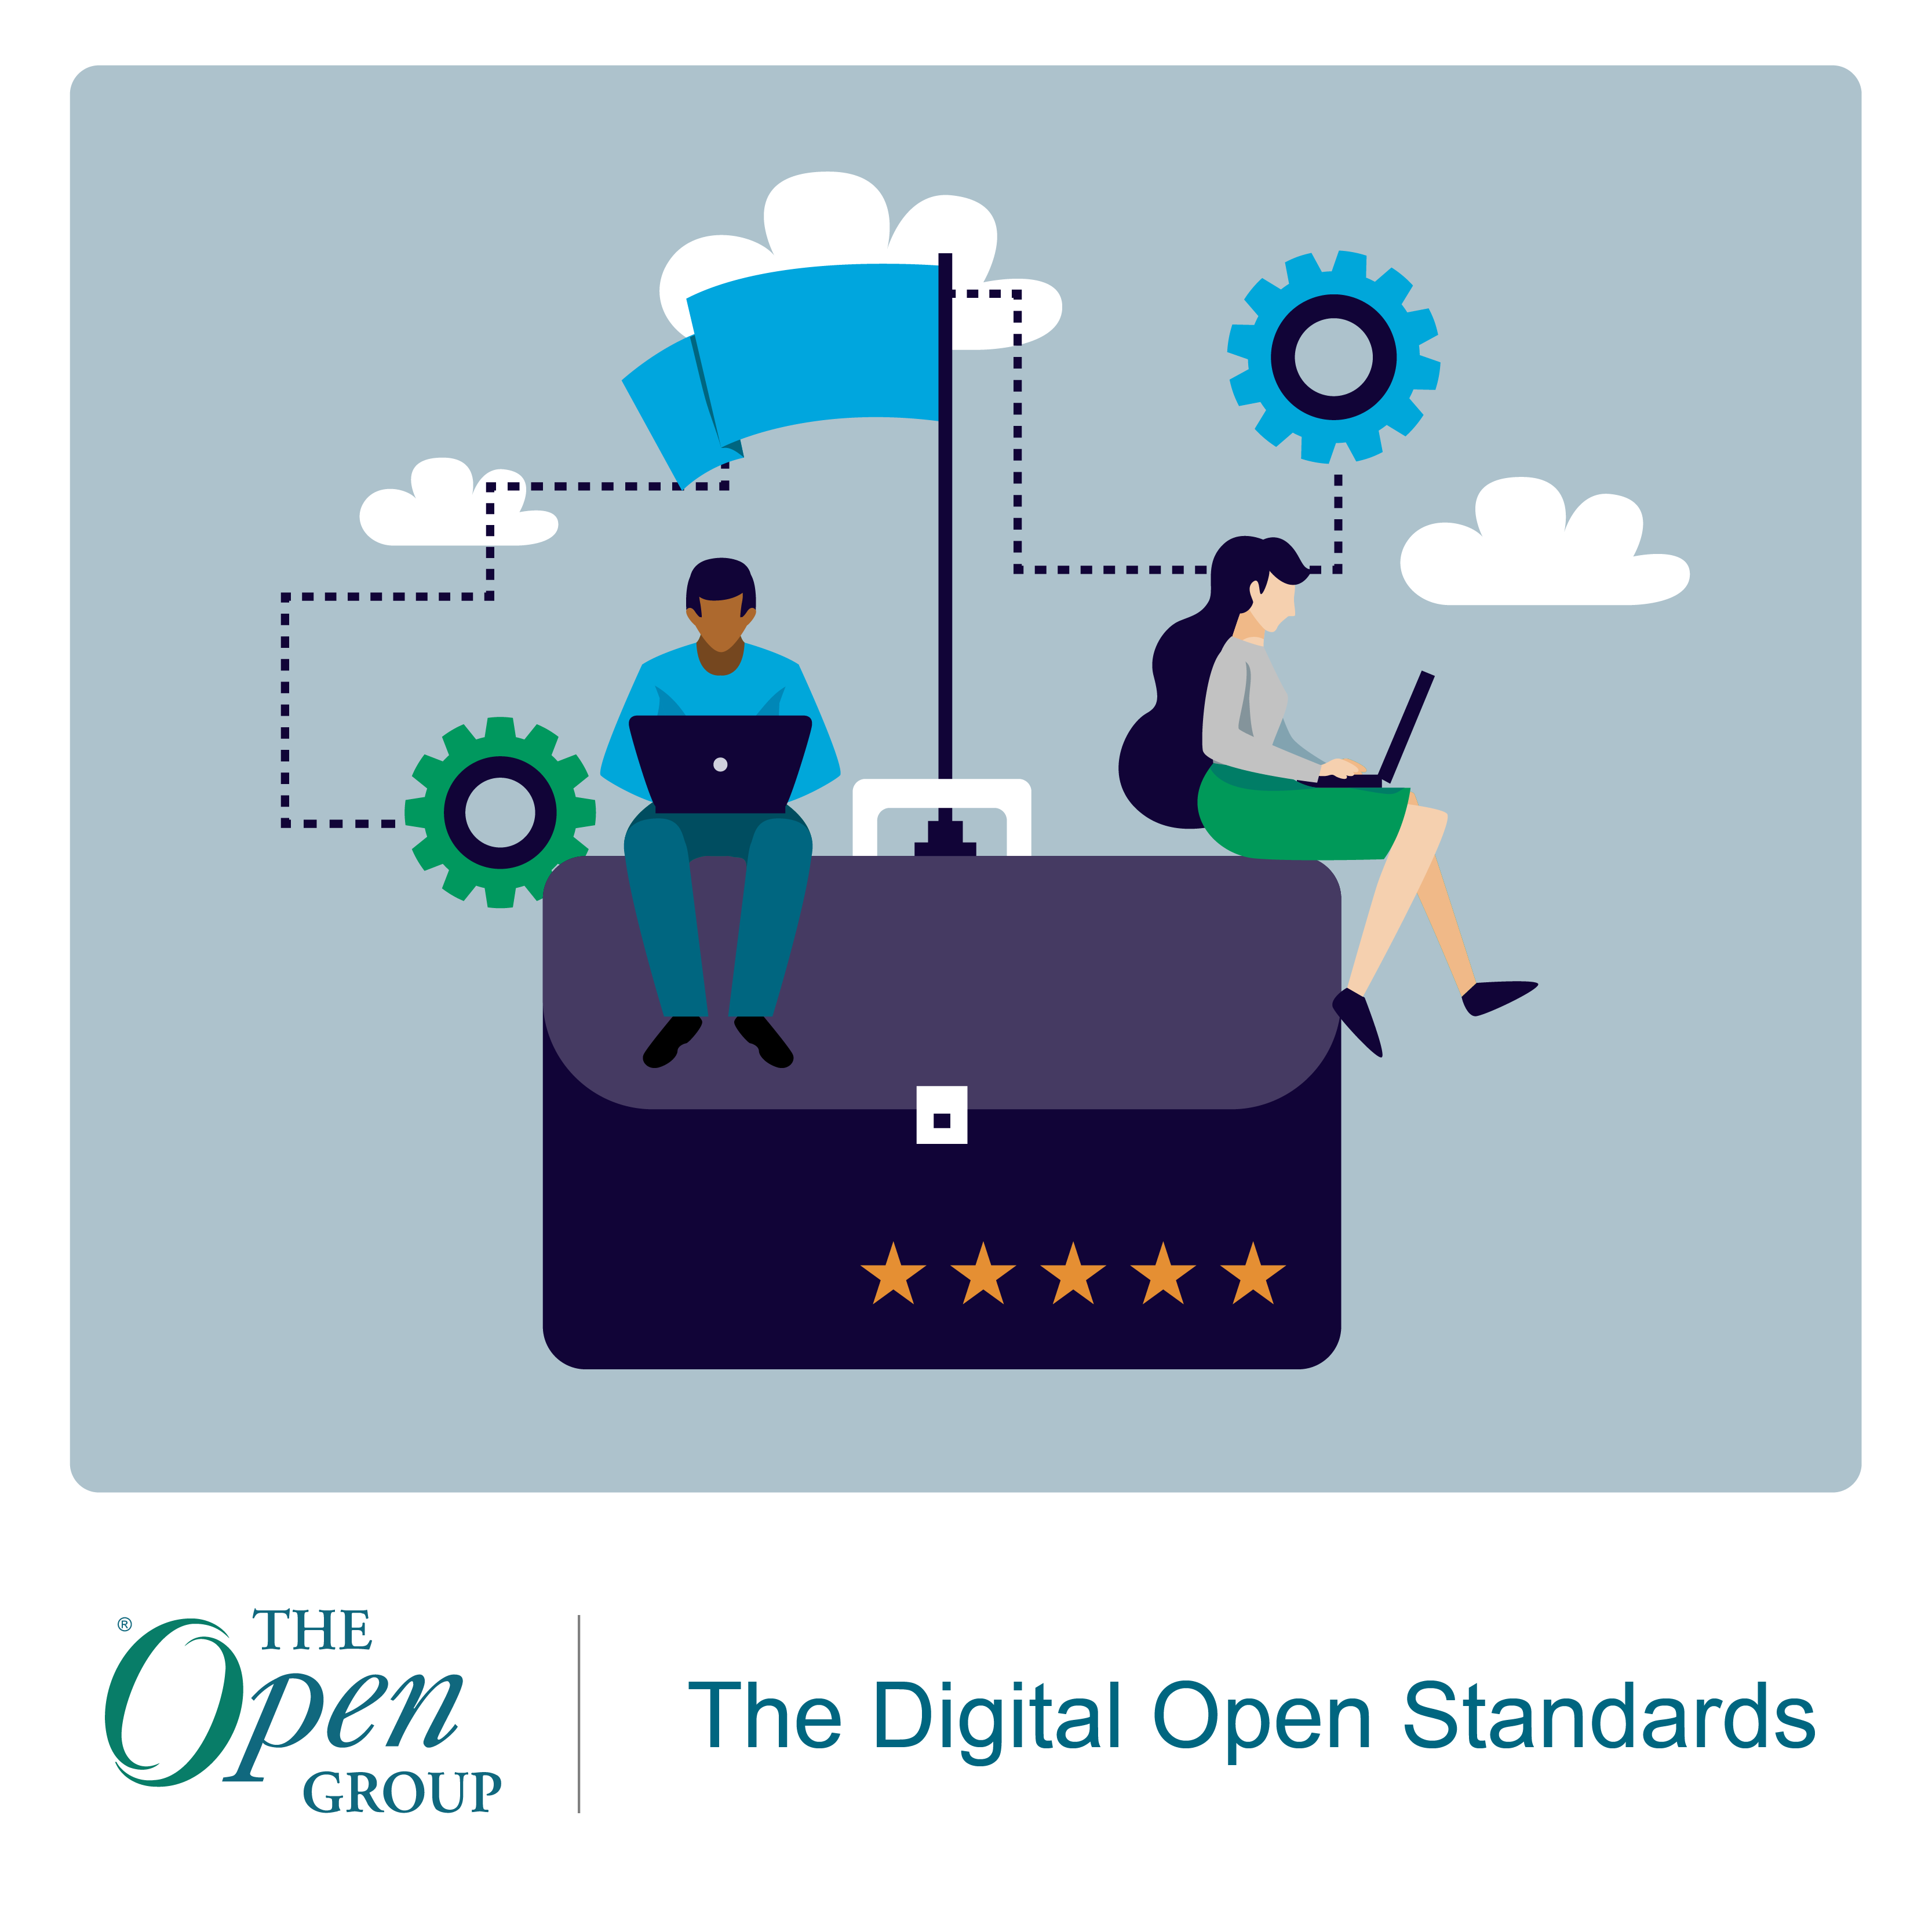 ®
THE
Open
GROUP
The Digital Open Standards